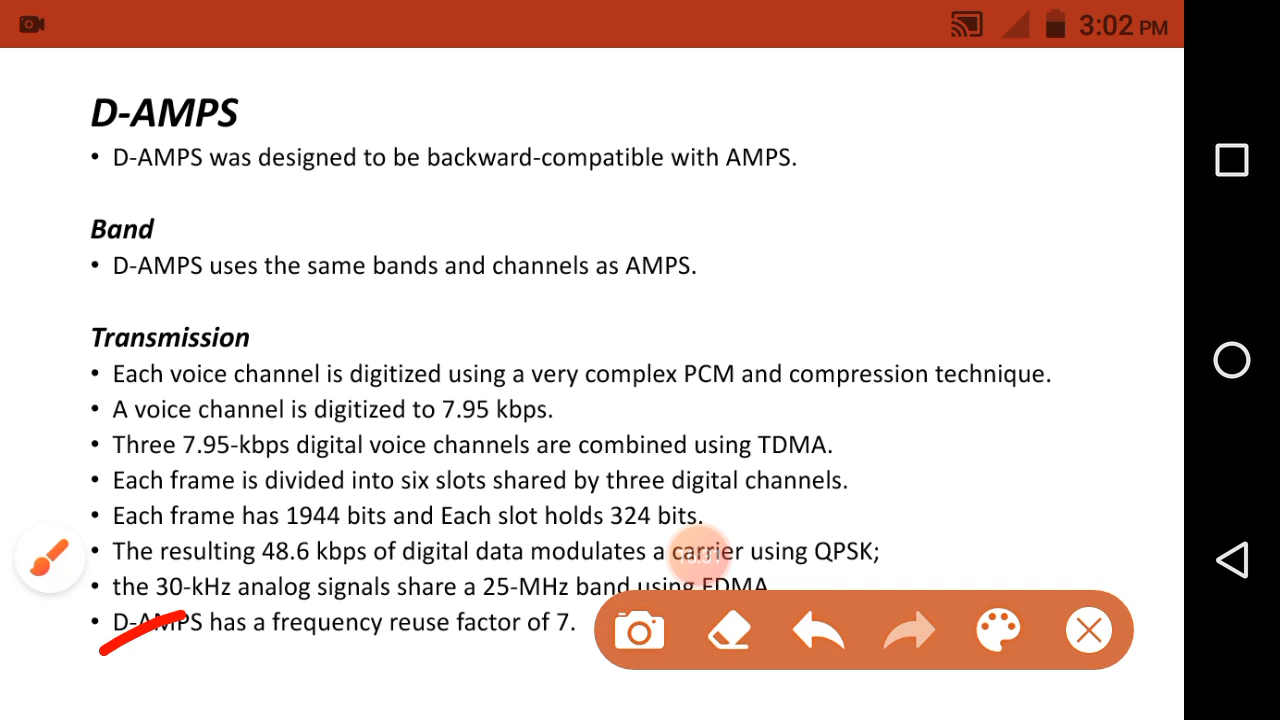 3:02 PM
D-AMPS
• D-AMPS was designed to be backward-compatible with AMPS.
Band
• D-AMPS uses the same bands and channels as AMPS.
Transmission
• Each voice channel is digitized using a very complex PCM and compression technique.
• A voice channel is digitized to 7.95 kbps.
• Three 7.95-kbps digital voice channels are combined using TDMA.
• Each frame is divided into six slots shared by three digital channels.
• Each frame has 1944 bits and Each slot holds 324 bits.
• The resulting 48.6 kbps of digital data modulates a carrier using QPSK;
• the 30-kHz analog signals share a 25-MHz band using FDMA
• D-AMPS has a frequency reuse factor of 7.